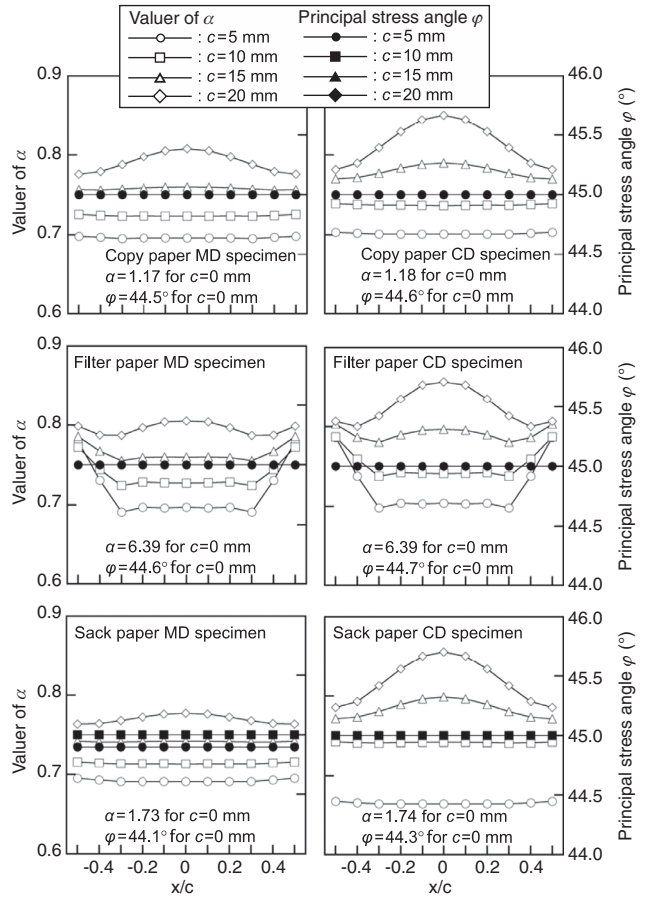 Valuer of α Principal stress angle φ
: c=5 mm : c=5 mm
: c=10 mm : c=10 mm
: c=15 mm : c=15 mm
: c=20 mm : c=20 mm
0.9
0.8
0.7
0.6
Valuer of α
Copy paper MD specimen
α=1.17 for c=0 mm
φ=44.5° for c=0 mm
Copy paper CD specimen
α=1.18 for c=0 mm
φ=44.6° for c=0 mm
46.0
45.5
45.0
44.5
44.0
Principal stress angle φ (°)
0.9
0.8
0.7
0.6
Valuer of α
Filter paper MD specimen
α=6.39 for c=0 mm
φ=44.6° for c=0 mm
Filter paper CD specimen
α=6.39 for c=0 mm
φ=44.7° for c=0 mm
46.0
45.5
45.0
44.5
44.0
Principal stress angle φ (°)
0.9
0.8
0.7
0.6
Valuer of α
Sack paper MD specimen
α=1.73 for c=0 mm
φ=44.1° for c=0 mm
Sack paper CD specimen
α=1.74 for c=0 mm
φ=44.3° for c=0 mm
46.0
45.5
45.0
44.5
44.0
Principal stress angle φ (°)
-0.4 -0.2 0 0.2 0.4
x/c
-0.4 -0.2 0 0.2 0.4
x/c